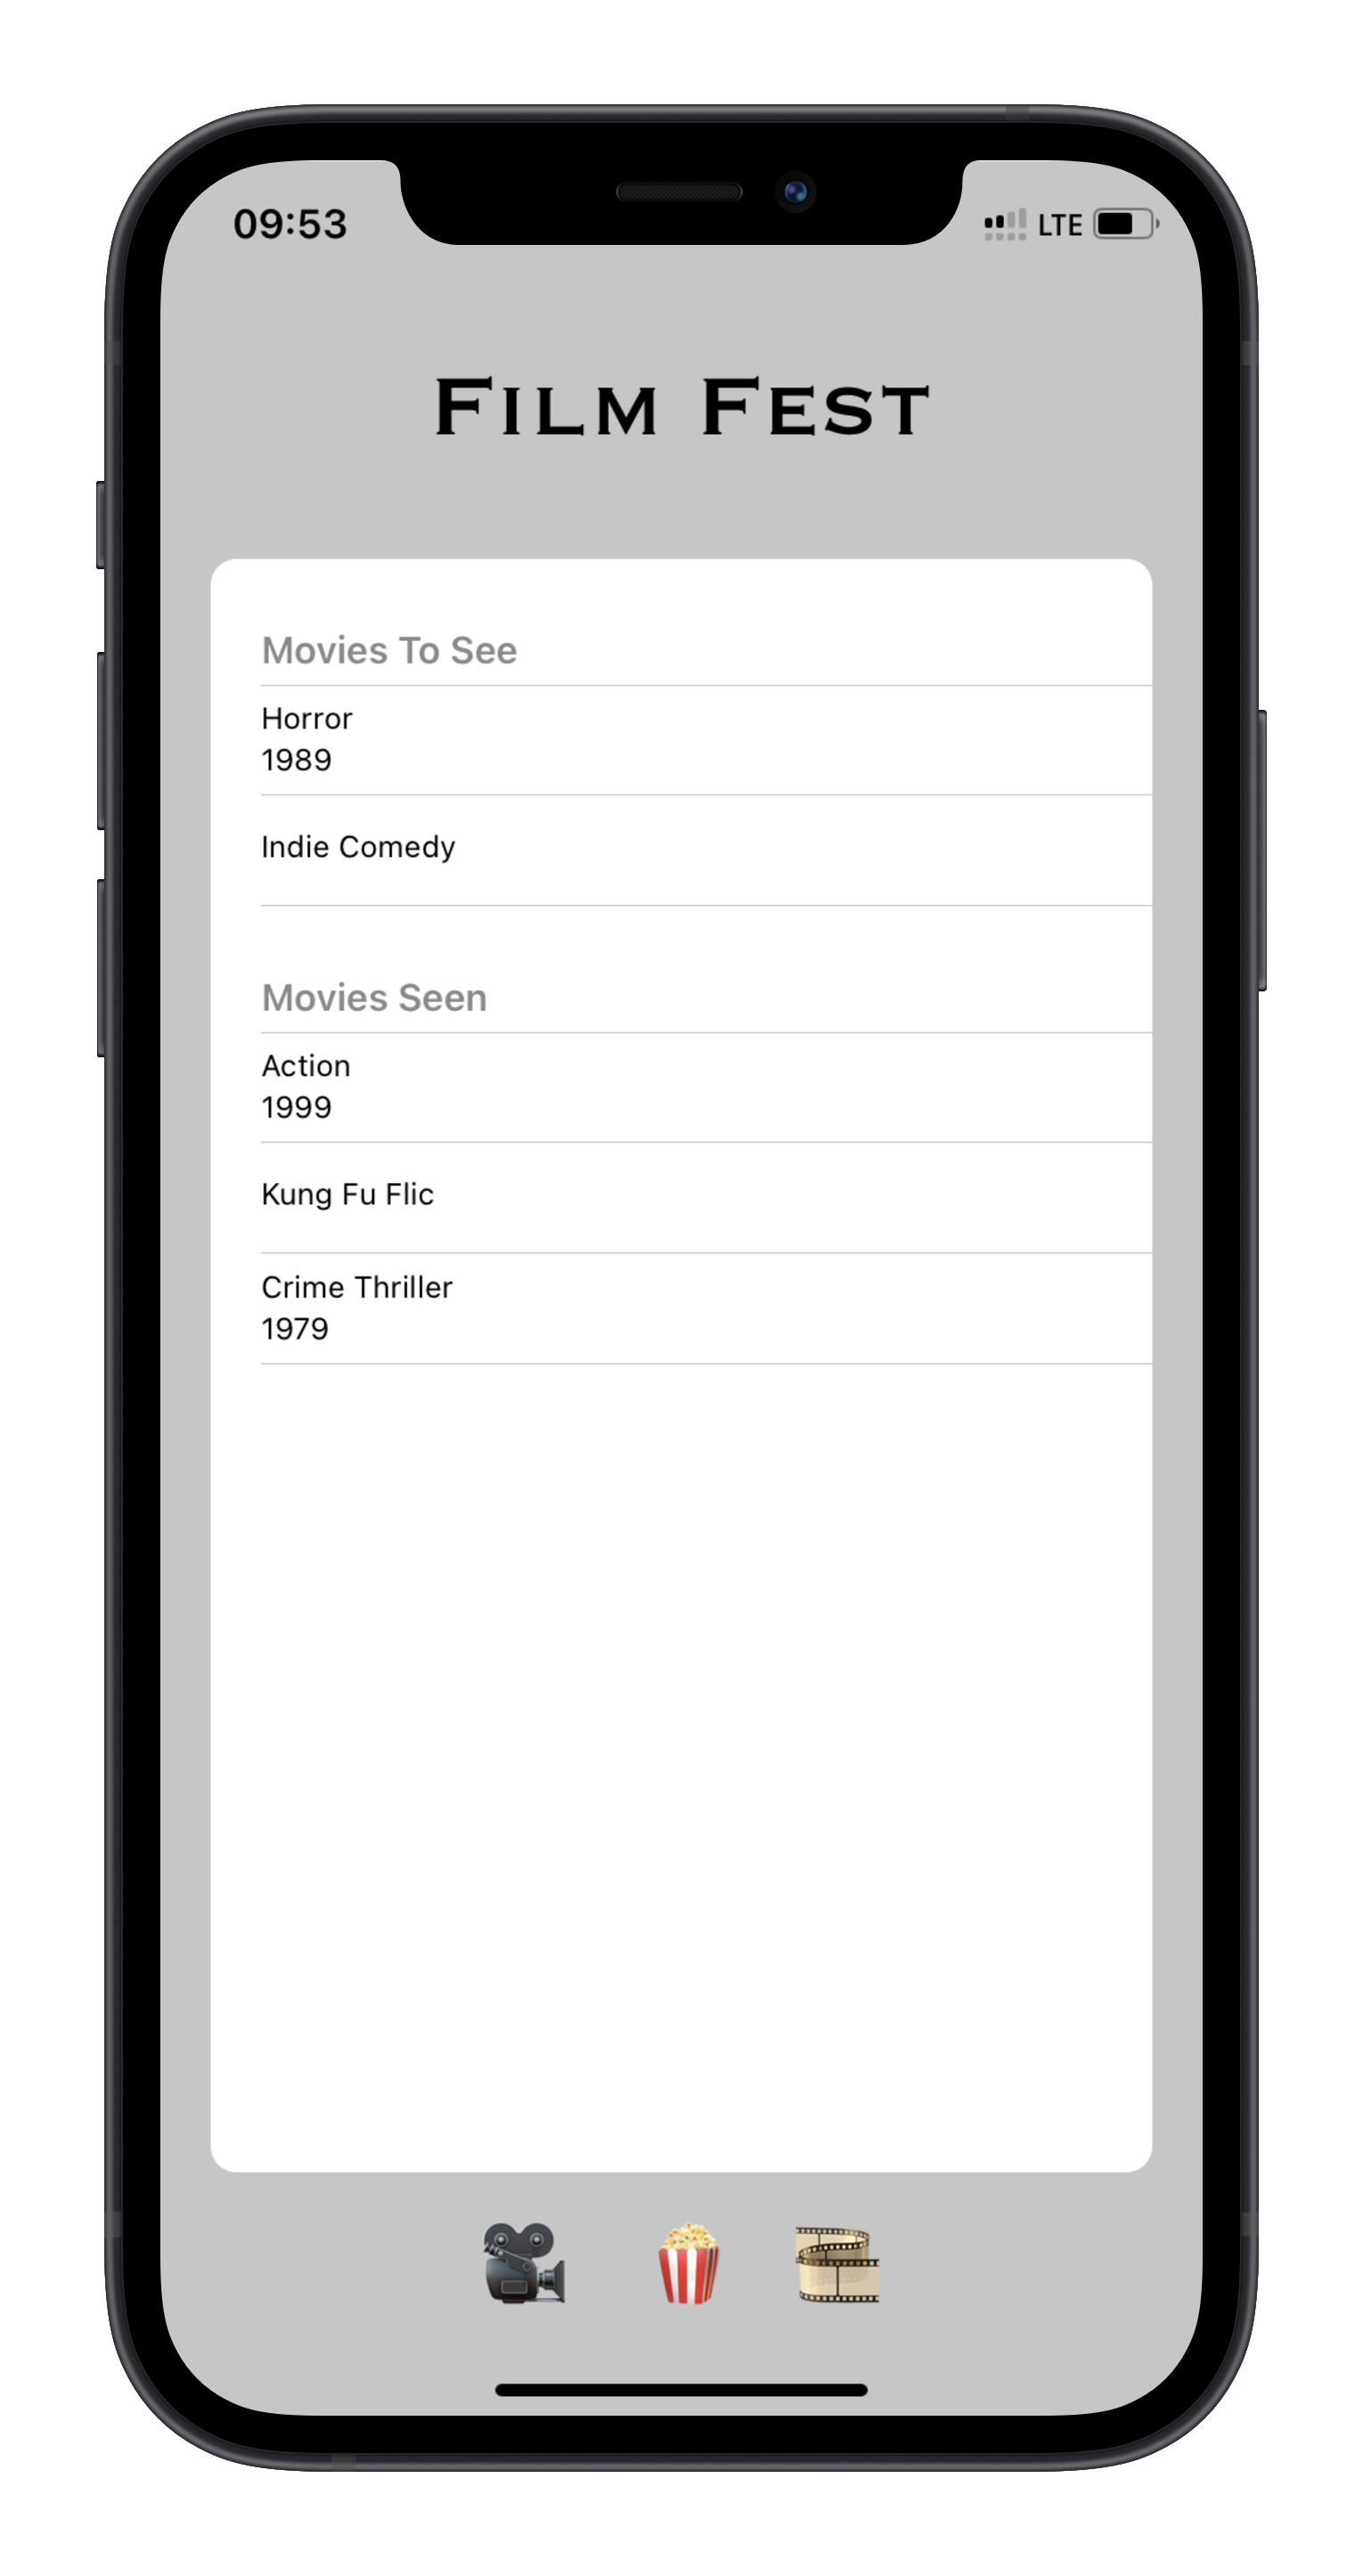 09:53 LTE
Film Fest
Movies To See
Horror
1989
Indie Comedy
Movies Seen
Action
1999
Kung Fu Flic
Crime Thriller
1979